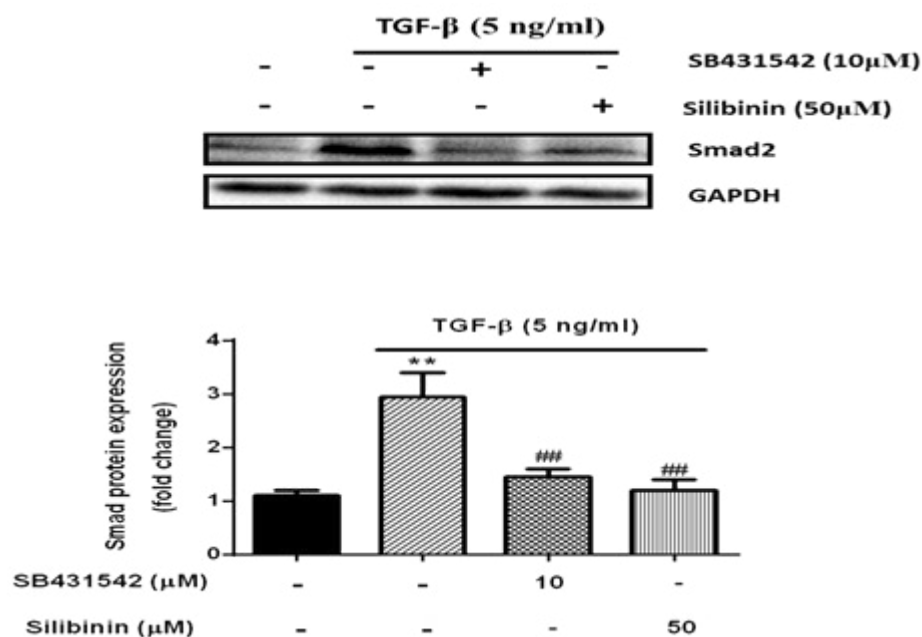 TGF-β (5 ng/ml)
- - + - SB431542 (10μM)
- - - + Silibinin (50μM)
Smad2
GAPDH
TGF-β (5 ng/ml)
Smad protein expression
(fold change)
4
3
2
1
0
**
##
##
SB431542 (μM) - - 10 -
Silibinin (μM) - - - 50